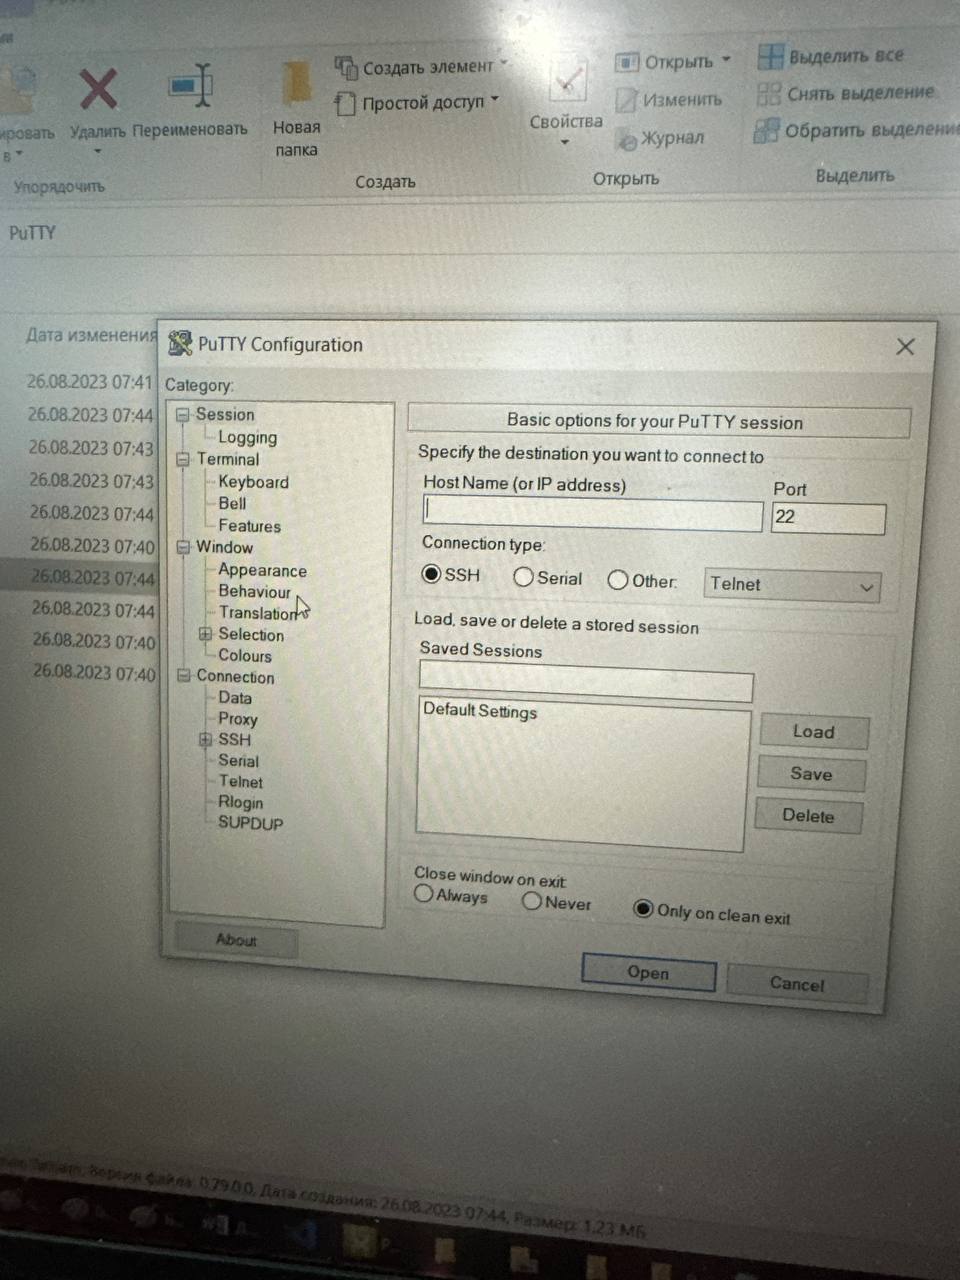 Удалить
Переименовать
Новая
папка
Создать элемент
Простой доступ
Свойства
Открыть
Изменить
Журнал
Выделить все
Снять выделение
Обратить выделение
в
Упорядочить
Создать
Открыть
Выделить
PuTTY
Дата изменения
26.08.2023 07:41
26.08.2023 07:44
26.08.2023 07:43
26.08.2023 07:43
26.08.2023 07:44
26.08.2023 07:40
26.08.2023 07:44
26.08.2023 07:44
26.08.2023 07:40
26.08.2023 07:40
PuTTY Configuration
Category:
Session
Logging
Terminal
Keyboard
Bell
Features
Window
Appearance
Behaviour
Translation
Selection
Colours
Connection
Data
Proxy
SSH
Serial
Telnet
Rlogin
SUPDUP
About
Basic options for your PuTTY session
Specify the destination you want to connect to
Host Name (or IP address)
Port
22
Connection type:
SSH
Serial
Other:
Telnet
Load, save or delete a stored session
Saved Sessions
Default Settings
Load
Save
Delete
Close window on exit:
Always
Never
Only on clean exit
Open
Cancel
Версия файла: 0.79.0.0, Дата создания: 26.08.2023 07:44, Размер: 1,23 МБ